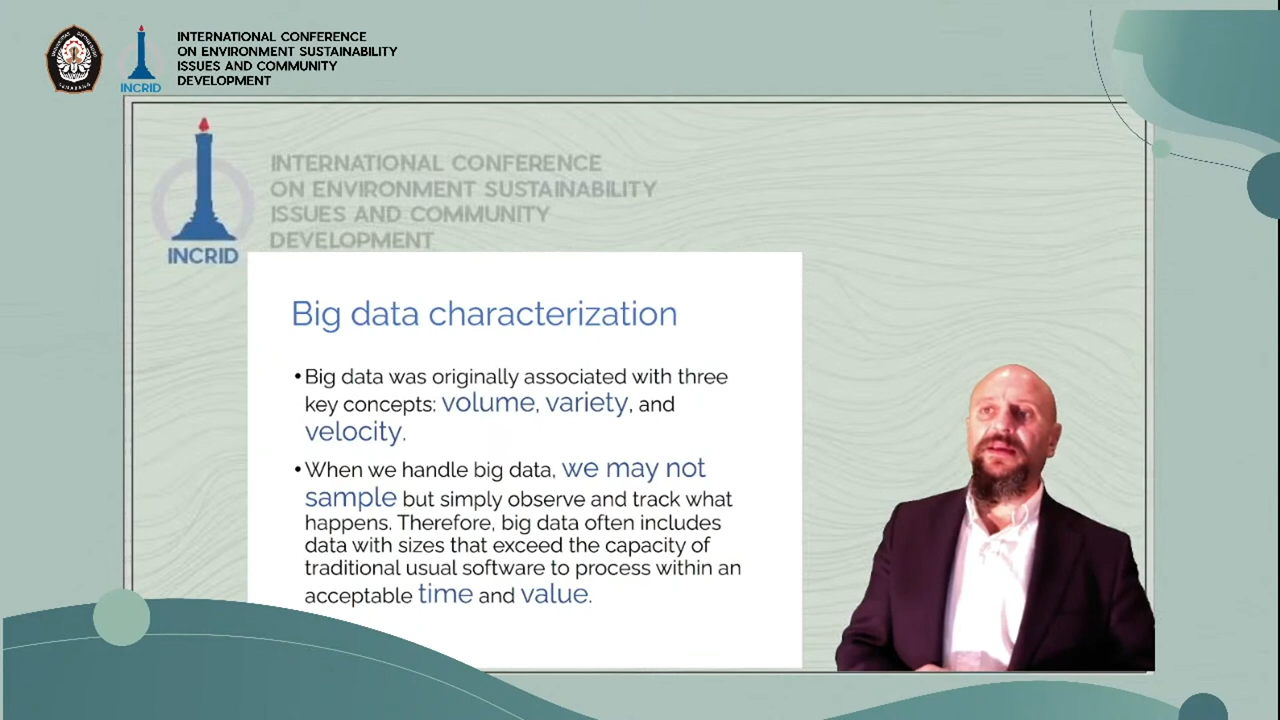 INTERNATIONAL CONFERENCE
ON ENVIRONMENT SUSTAINABILITY
ISSUES AND COMMUNITY
DEVELOPMENT
INCRID
INTERNATIONAL CONFERENCE
ON ENVIRONMENT SUSTAINABILITY
ISSUES AND COMMUNITY
DEVELOPMENT
INCRID
Big data characterization
•Big data was originally associated with three
key concepts: volume, variety, and
velocity.
•When we handle big data, we may not
sample but simply observe and track what
happens. Therefore, big data often includes
data with sizes that exceed the capacity of
traditional usual software to process within an
acceptable time and value.